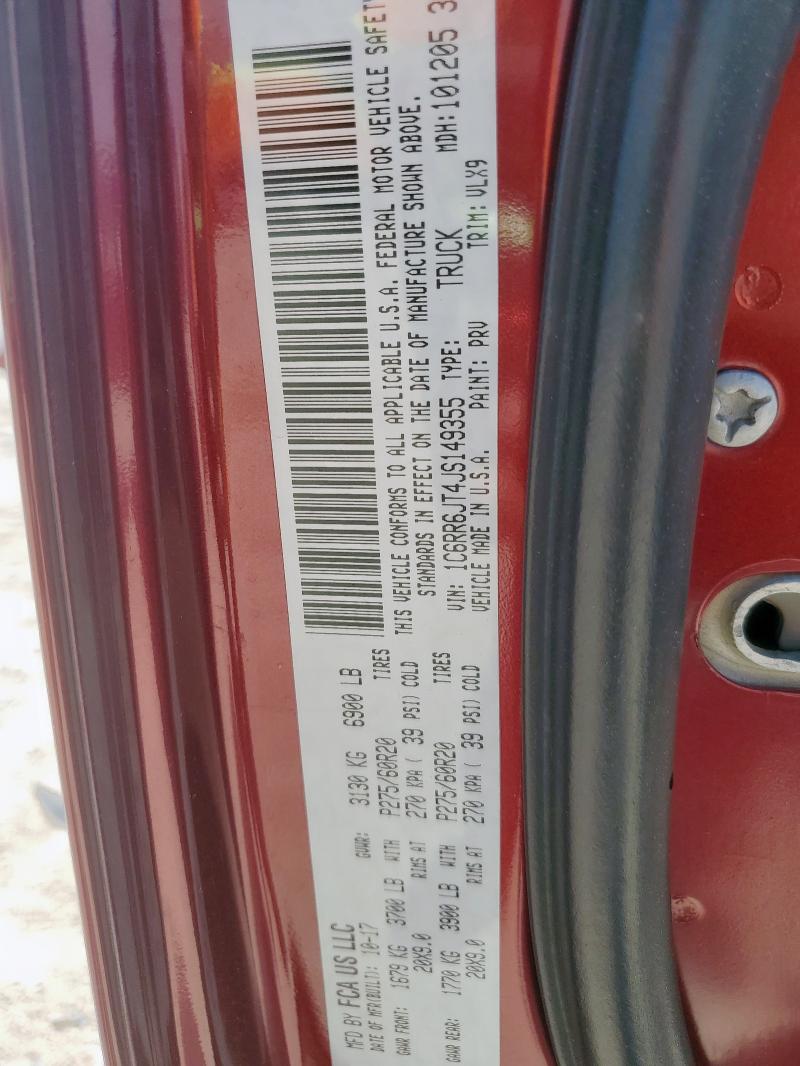 MFD BY FCA US LLC
DATE OF MFR(BUILT): 10-17 GVWR: 3130 KG 6900 LB
GAWR FRONT: 1679 KG 3700 LB WITH P275/60R20 TIRES
20X9.0 RIMS AT 270 KPA ( 39 PSI) COLD
GAWR REAR: 1770 KG 3900 LB WITH P275/60R20 TIRES
20X9.0 RIMS AT 270 KPA ( 39 PSI) COLD
THIS VEHICLE CONFORMS TO ALL APPLICABLE U.S.A. FEDERAL MOTOR VEHICLE SAFETY
STANDARDS IN EFFECT ON THE DATE OF MANUFACTURE SHOWN ABOVE.
VIN: 1C6RR6JT4JS149355 TYPE: TRUCK MDH: 101205 3
VEHICLE MADE IN U.S.A. PAINT: PRV TRIM: VLX9